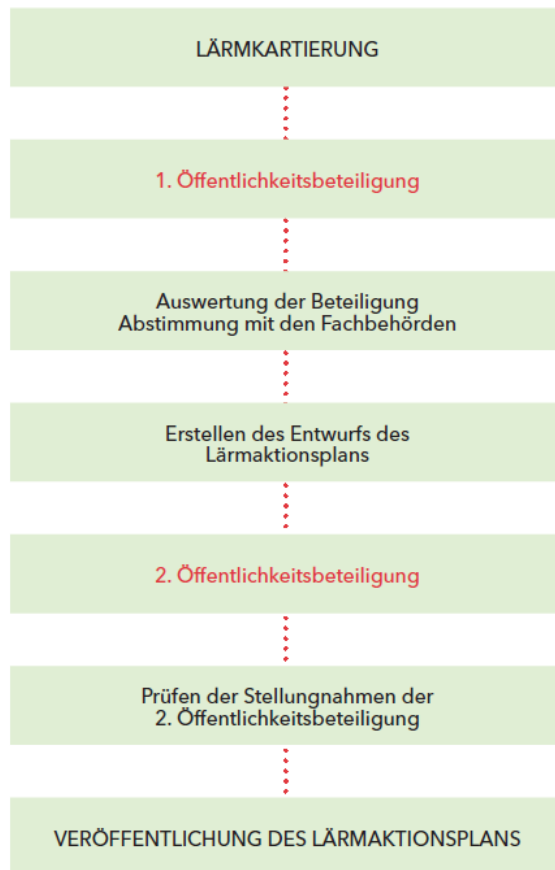 LÄRMKARTIERUNG
1. Öffentlichkeitsbeteiligung
Auswertung der Beteiligung
Abstimmung mit den Fachbehörden
Erstellen des Entwurfs des
Lärmaktionsplans
2. Öffentlichkeitsbeteiligung
Prüfen der Stellungnahmen der
2. Öffentlichkeitsbeteiligung
VERÖFFENTLICHUNG DES LÄRMAKTIONSPLANS